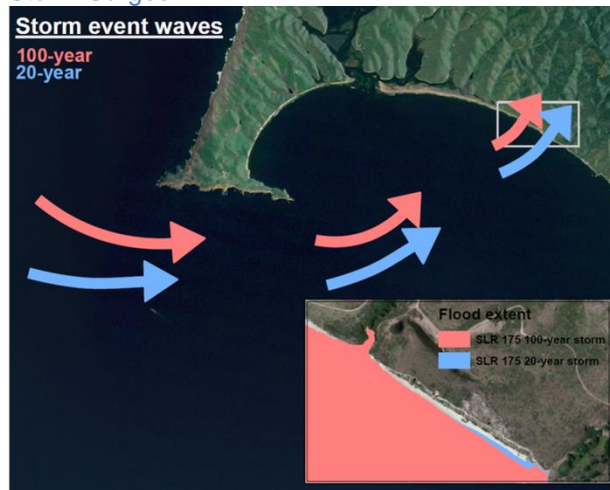 Storm event waves
100-year
20-year
Flood extent
SLR 175 100-year storm
SLR 175 20-year storm